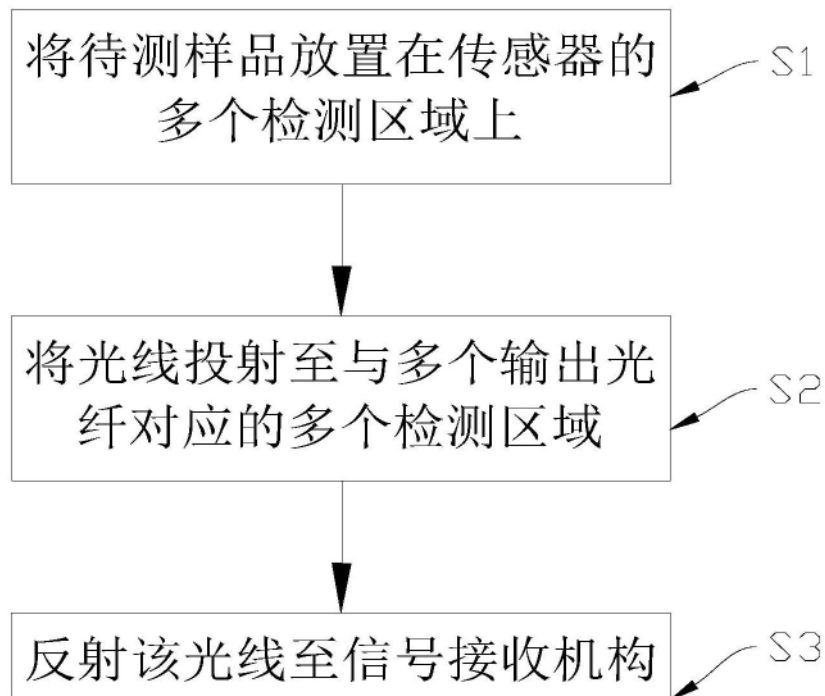 将待测样品放置在传感器的
多个检测区域上
S1
将光线投射至与多个输出光
纤对应的多个检测区域
S2
反射该光线至信号接收机构
S3